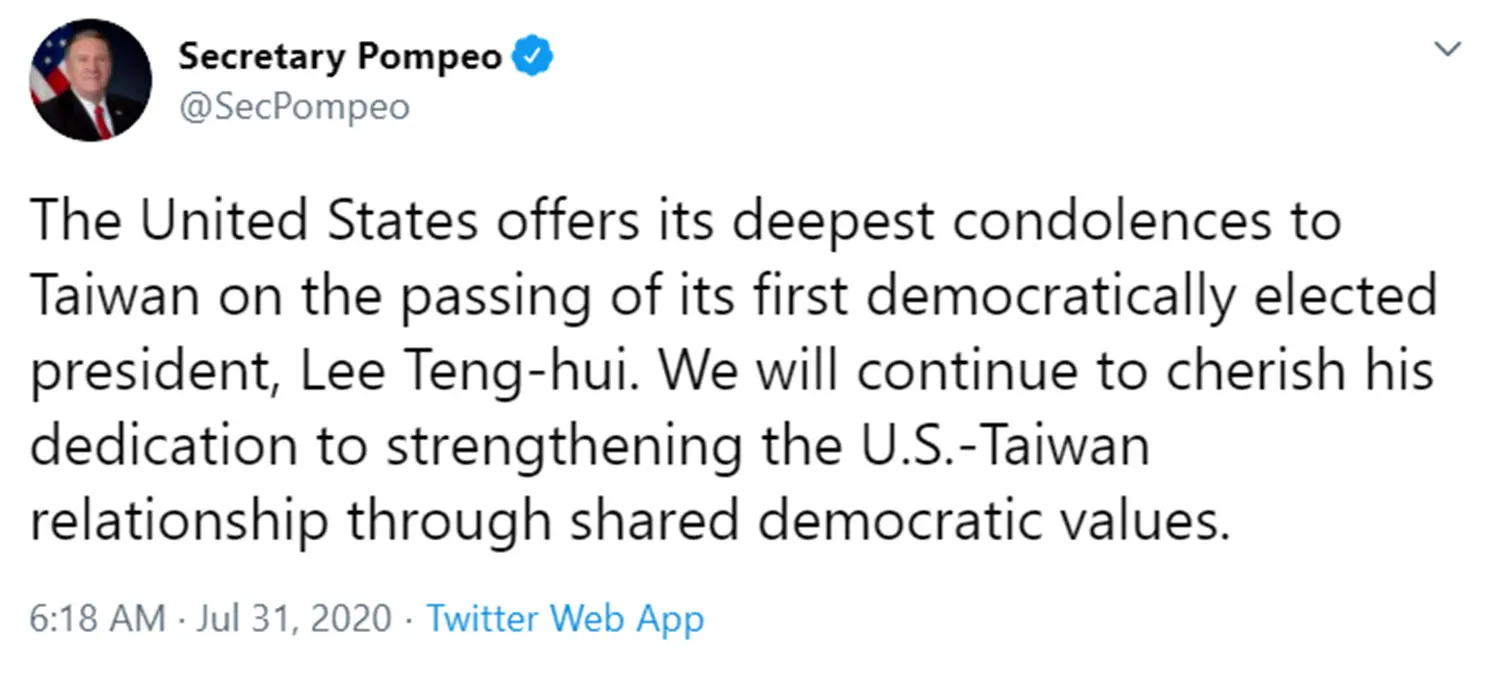 Secretary Pompeo
@SecPompeo
The United States offers its deepest condolences to
Taiwan on the passing of its first democratically elected
president, Lee Teng-hui. We will continue to cherish his
dedication to strengthening the U.S.-Taiwan
relationship through shared democratic values.
6:18 AM · Jul 31, 2020 · Twitter Web App